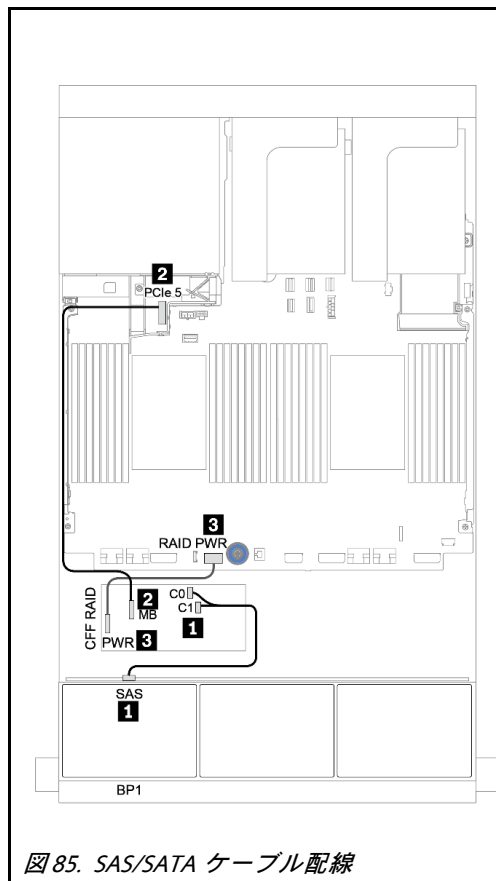 2
PCIe 5
3
RAID PWR
CFF RAID
2
MB
PWR 3
C0
C1
1
SAS
1
BP1
図 85. SAS/SATA ケーブル配線